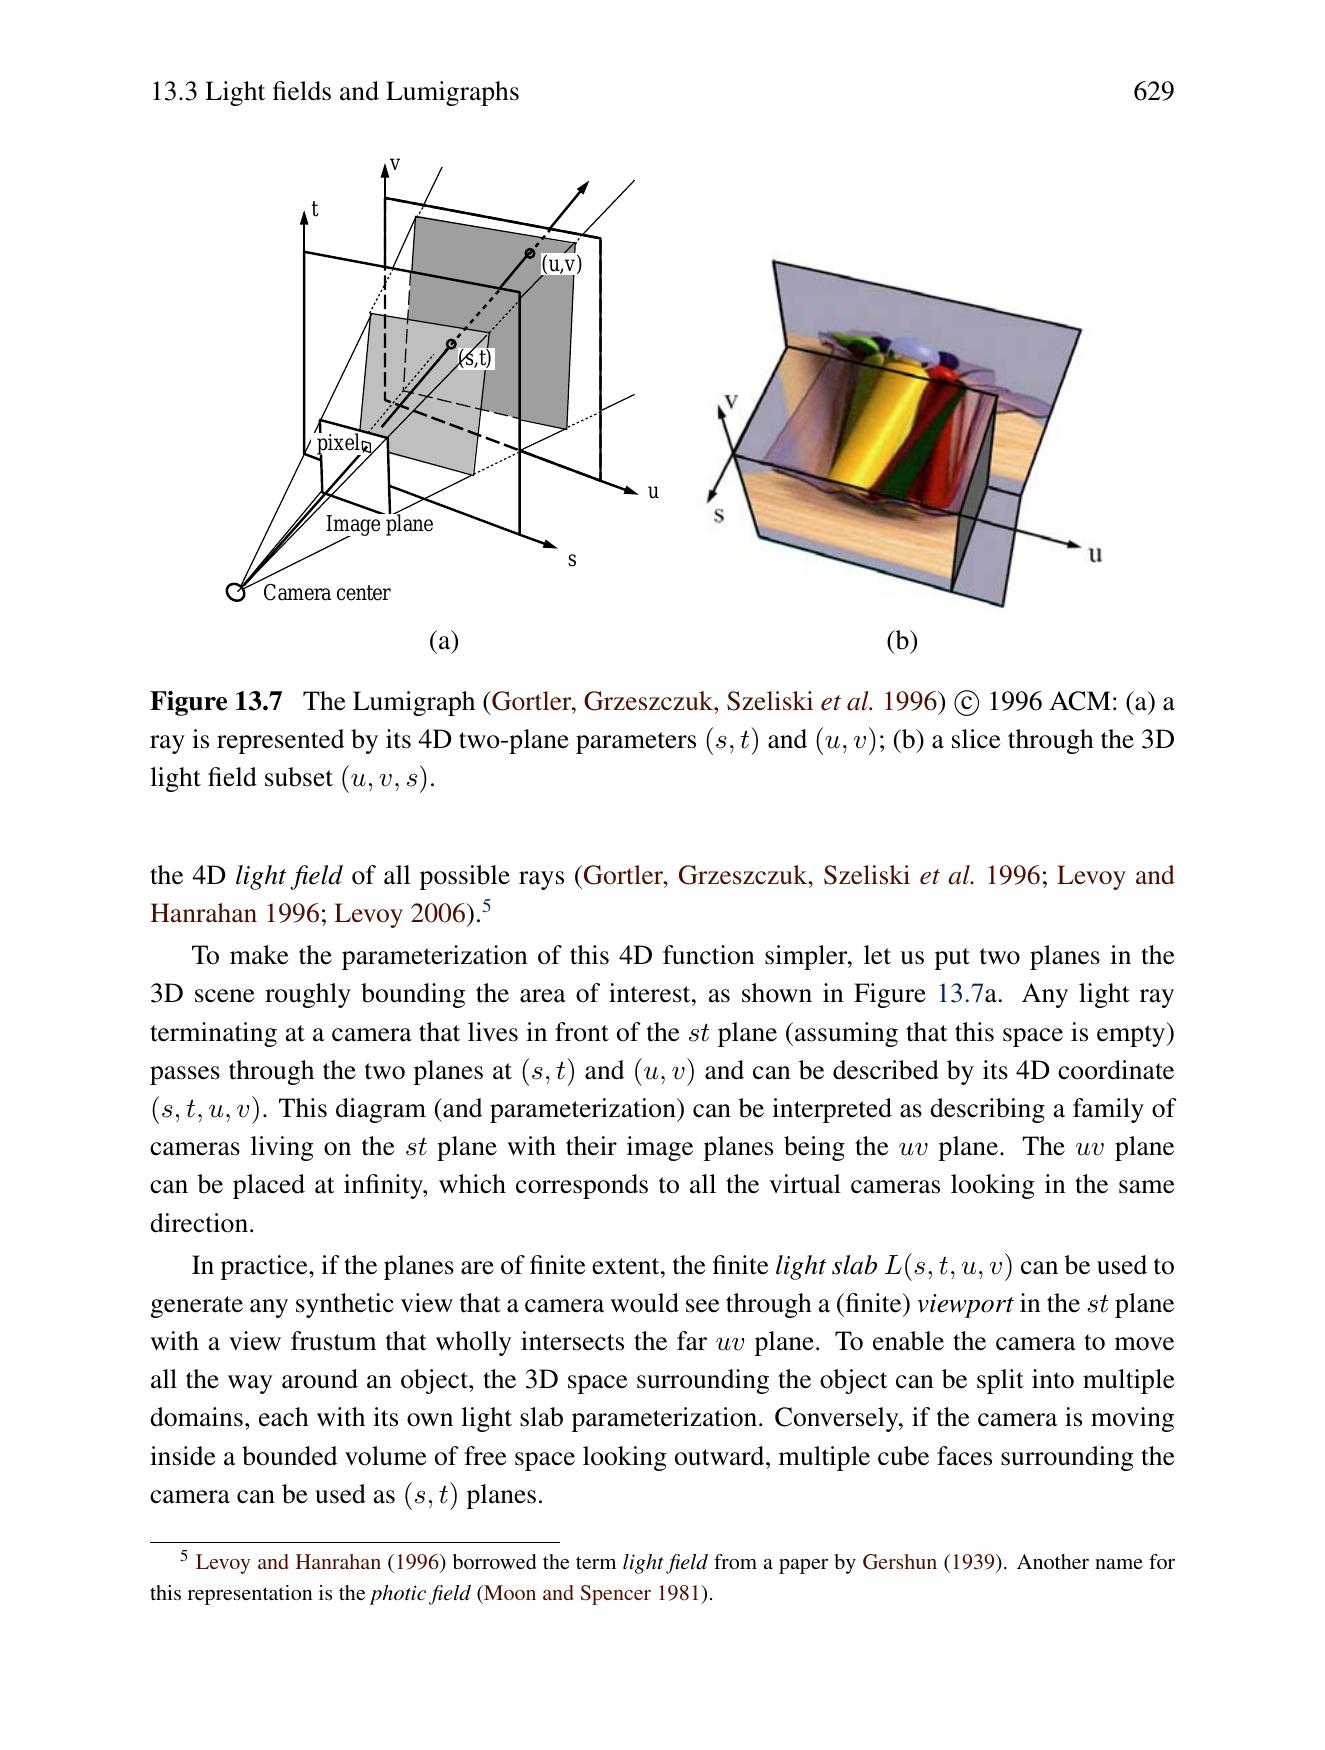 13.3 Light fields and Lumigraphs 629
v
t
(u,v)
(s,t)
pixel
u
Image plane
s
Camera center
v
s
u
(a) (b)
Figure 13.7 The Lumigraph (Gortler, Grzeszczuk, Szeliski et al. 1996) © 1996 ACM: (a) a
ray is represented by its 4D two-plane parameters (s, t) and (u, v); (b) a slice through the 3D
light field subset (u, v, s).
the 4D light field of all possible rays (Gortler, Grzeszczuk, Szeliski et al. 1996; Levoy and
Hanrahan 1996; Levoy 2006).5
To make the parameterization of this 4D function simpler, let us put two planes in the
3D scene roughly bounding the area of interest, as shown in Figure 13.7a. Any light ray
terminating at a camera that lives in front of the st plane (assuming that this space is empty)
passes through the two planes at (s, t) and (u, v) and can be described by its 4D coordinate
(s, t, u, v). This diagram (and parameterization) can be interpreted as describing a family of
cameras living on the st plane with their image planes being the uv plane. The uv plane
can be placed at infinity, which corresponds to all the virtual cameras looking in the same
direction.
In practice, if the planes are of finite extent, the finite light slab L(s, t, u, v) can be used to
generate any synthetic view that a camera would see through a (finite) viewport in the st plane
with a view frustum that wholly intersects the far uv plane. To enable the camera to move
all the way around an object, the 3D space surrounding the object can be split into multiple
domains, each with its own light slab parameterization. Conversely, if the camera is moving
inside a bounded volume of free space looking outward, multiple cube faces surrounding the
camera can be used as (s, t) planes.
5 Levoy and Hanrahan (1996) borrowed the term light field from a paper by Gershun (1939). Another name for
this representation is the photic field (Moon and Spencer 1981).